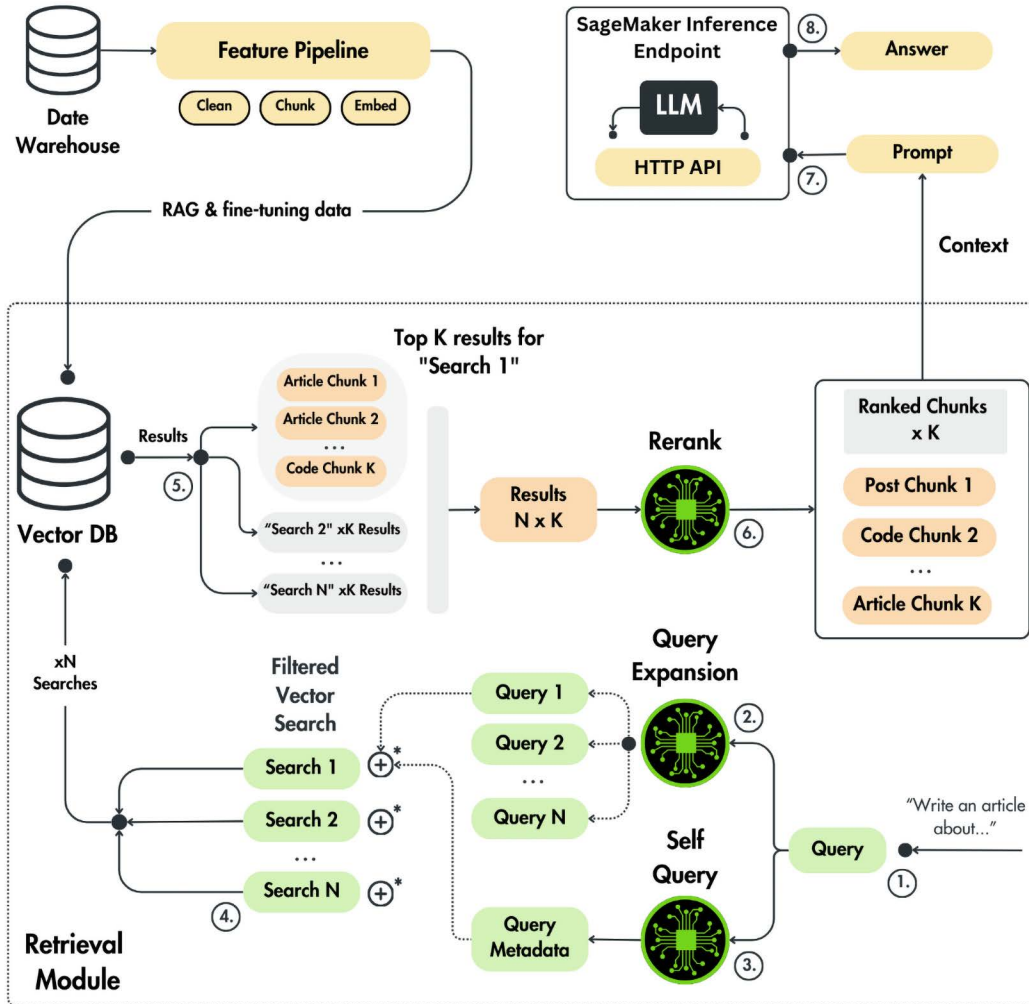 Feature Pipeline
Clean
Chunk
Embed
Date
Warehouse
RAG & fine-tuning data
SageMaker Inference
Endpoint
LLM
HTTP API
8.
Answer
7.
Prompt
Context
Top K results for
"Search 1"
Article Chunk 1
Article Chunk 2
...
Code Chunk K
Results
5.
"Search 2" xK Results
...
"Search N" xK Results
Vector DB
Results
N x K
Rerank
6.
Ranked Chunks
x K
Post Chunk 1
Code Chunk 2
...
Article Chunk K
xN
Searches
Filtered
Vector
Search
Search 1
+*
Search 2
+*
...
Search N
+*
4.
Query 1
Query 2
...
Query N
Query
Expansion
2.
Self
Query
3.
Query
Metadata
Query
1.
"Write an article
about..."
Retrieval
Module